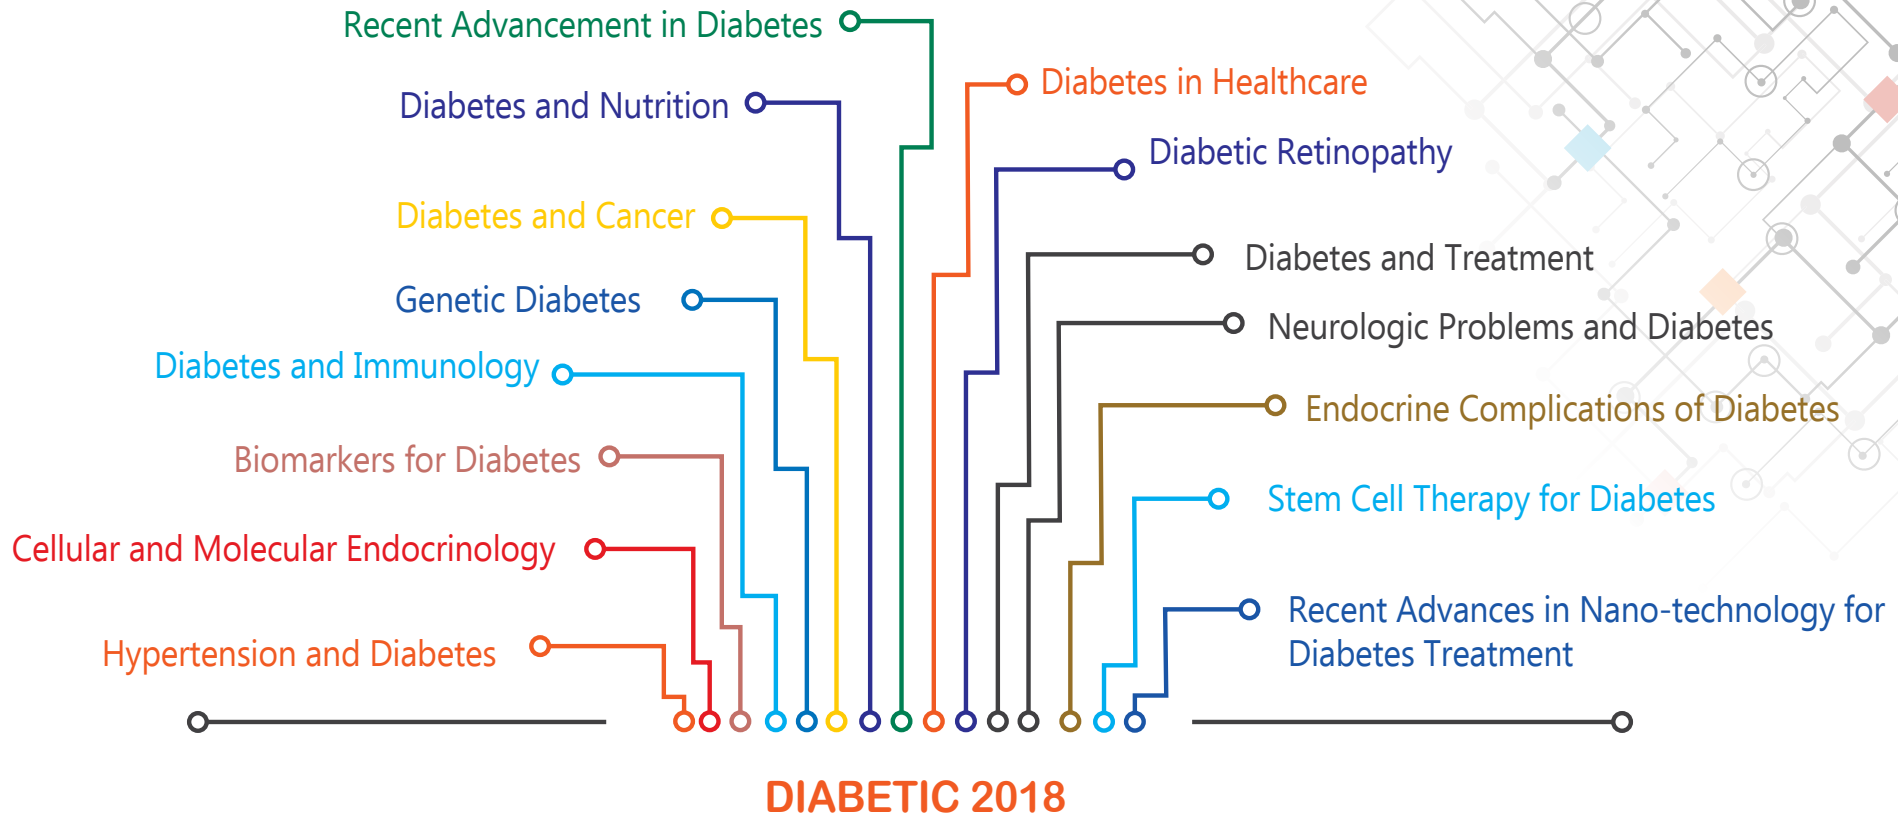 Recent Advancement in Diabetes
Diabetes and Nutrition
Diabetes and Cancer
Genetic Diabetes
Diabetes and Immunology
Biomarkers for Diabetes
Cellular and Molecular Endocrinology
Hypertension and Diabetes
Diabetes in Healthcare
Diabetic Retinopathy
Diabetes and Treatment
Neurologic Problems and Diabetes
Endocrine Complications of Diabetes
Stem Cell Therapy for Diabetes
Recent Advances in Nano-technology for
Diabetes Treatment
DIABETIC 2018